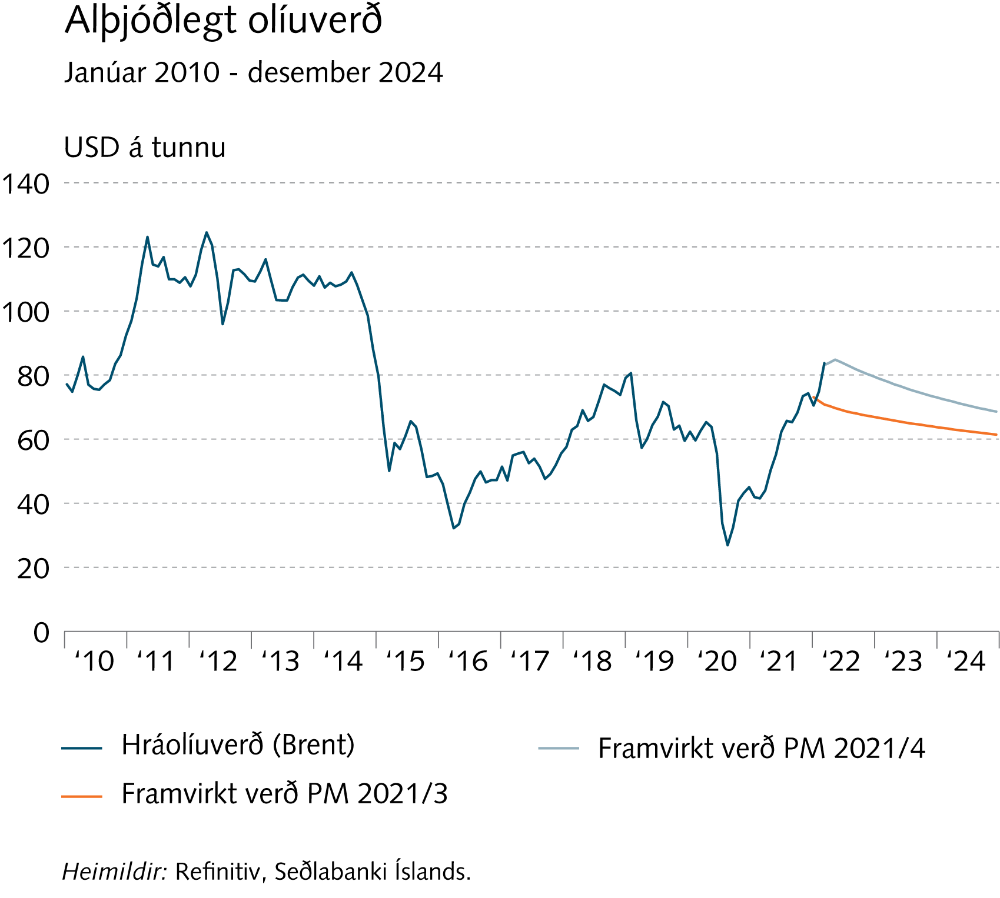 Alþjóðlegt olíuverð
Janúar 2010 - desember 2024
USD á tunnu
140
120
100
80
60
40
20
0
‘10 ‘11 ‘12 ‘13 ‘14 ‘15 ‘16 ‘17 ‘18 ‘19 ‘20 ‘21 ‘22 ‘23 ‘24
Hráolíuverð (Brent)
Framvirkt verð PM 2021/4
Framvirkt verð PM 2021/3
Heimildir: Refinitiv, Seðlabanki Íslands.